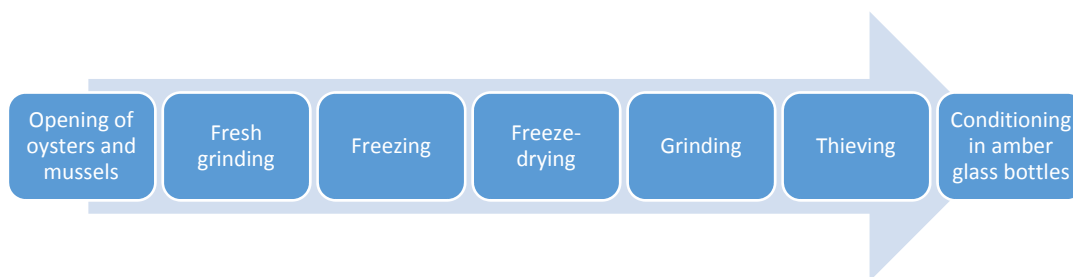 Opening of
oysters and
mussels
Fresh
grinding
Freezing
Freeze-
drying
Grinding
Thieving
Conditioning
in amber
glass bottles